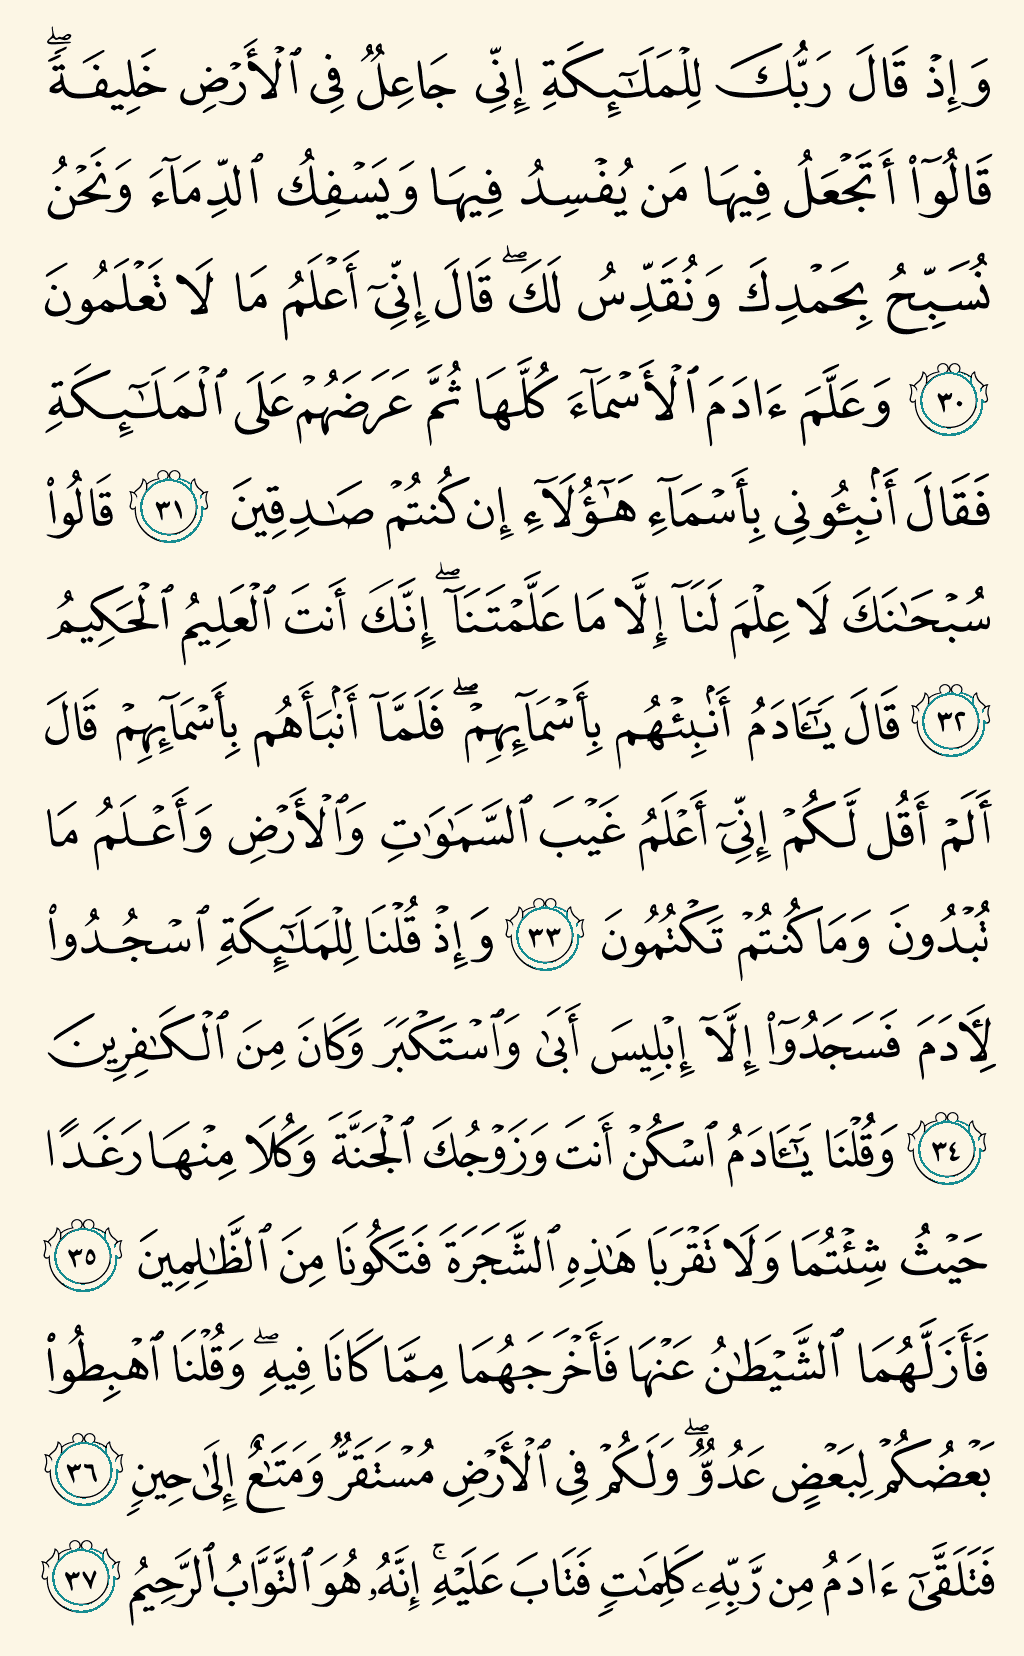 وَإِذۡ قَالَ رَبُّكَ لِلۡمَلَٰٓئِكَةِ إِنِّي جَاعِلٞ فِي ٱلۡأَرۡضِ خَلِيفَةٗۖ
قَالُوٓاْ أَتَجۡعَلُ فِيهَا مَن يُفۡسِدُ فِيهَا وَيَسۡفِكُ ٱلدِّمَآءَ وَنَحۡنُ
نُسَبِّحُ بِحَمۡدِكَ وَنُقَدِّسُ لَكَۖ قَالَ إِنِّيٓ أَعۡلَمُ مَا لَا تَعۡلَمُونَ
٣٠ وَعَلَّمَ ءَادَمَ ٱلۡأَسۡمَآءَ كُلَّهَا ثُمَّ عَرَضَهُمۡ عَلَى ٱلۡمَلَٰٓئِكَةِ
فَقَالَ أَنۢبِـُٔونِي بِأَسۡمَآءِ هَٰٓؤُلَآءِ إِن كُنتُمۡ صَٰدِقِينَ ٣١ قَالُواْ
سُبۡحَٰنَكَ لَا عِلۡمَ لَنَآ إِلَّا مَا عَلَّمۡتَنَآۖ إِنَّكَ أَنتَ ٱلۡعَلِيمُ ٱلۡحَكِيمُ
٣٢ قَالَ يَٰٓـَٔادَمُ أَنۢبِئۡهُم بِأَسۡمَآئِهِمۡۖ فَلَمَّآ أَنۢبَأَهُم بِأَسۡمَآئِهِمۡ قَالَ
أَلَمۡ أَقُل لَّكُمۡ إِنِّيٓ أَعۡلَمُ غَيۡبَ ٱلسَّمَٰوَٰتِ وَٱلۡأَرۡضِ وَأَعۡلَمُ مَا
تُبۡدُونَ وَمَا كُنتُمۡ تَكۡتُمُونَ ٣٣ وَإِذۡ قُلۡنَا لِلۡمَلَٰٓئِكَةِ ٱسۡجُدُواْ
لِأٓدَمَ فَسَجَدُوٓاْ إِلَّآ إِبۡلِيسَ أَبَىٰ وَٱسۡتَكۡبَرَ وَكَانَ مِنَ ٱلۡكَٰفِرِينَ
٣٤ وَقُلۡنَا يَٰٓـَٔادَمُ ٱسۡكُنۡ أَنتَ وَزَوۡجُكَ ٱلۡجَنَّةَ وَكُلَا مِنۡهَا رَغَدًا
حَيۡثُ شِئۡتُمَا وَلَا تَقۡرَبَا هَٰذِهِ ٱلشَّجَرَةَ فَتَكُونَا مِنَ ٱلظَّٰلِمِينَ ٣٥
فَأَزَلَّهُمَا ٱلشَّيۡطَٰنُ عَنۡهَا فَأَخۡرَجَهُمَا مِمَّا كَانَا فِيهِۖ وَقُلۡنَا ٱهۡبِطُواْ
بَعۡضُكُمۡ لِبَعۡضٍ عَدُوّٞۖ وَلَكُمۡ فِي ٱلۡأَرۡضِ مُسۡتَقَرّٞ وَمَتَٰعٌ إِلَىٰ حِينٖ ٣٦
فَتَلَقَّىٰٓ ءَادَمُ مِن رَّبِّهِۦ كَلِمَٰتٖ فَتَابَ عَلَيۡهِۚ إِنَّهُۥ هُوَ ٱلتَّوَّابُ ٱلرَّحِيمُ ٣٧